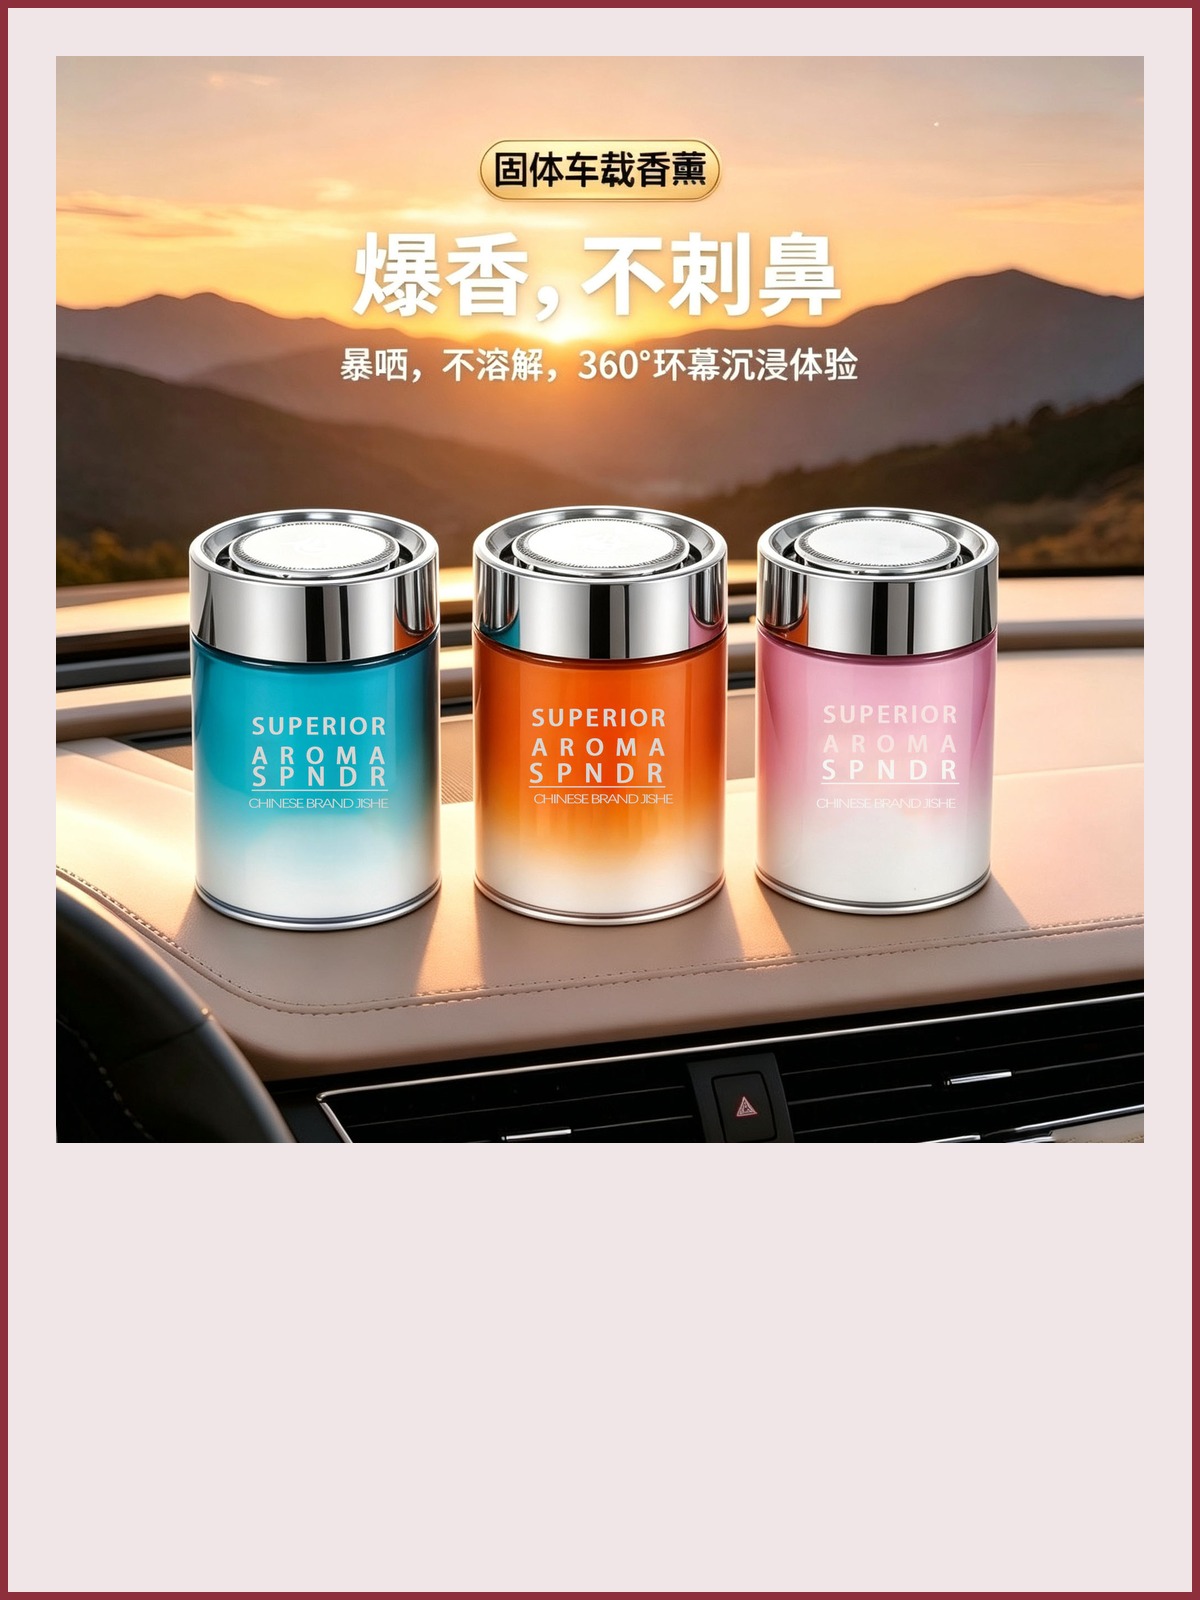 固体车载香薰
爆香，不刺鼻
暴晒，不溶解，360°环幕沉浸体验
SUPERIOR
AROMA
SPNDR
CHINESE BRAND JISHE
SUPERIOR
AROMA
SPNDR
CHINESE BRAND JISHE
SUPERIOR
AROMA
SPNDR
CHINESE BRAND JISHE